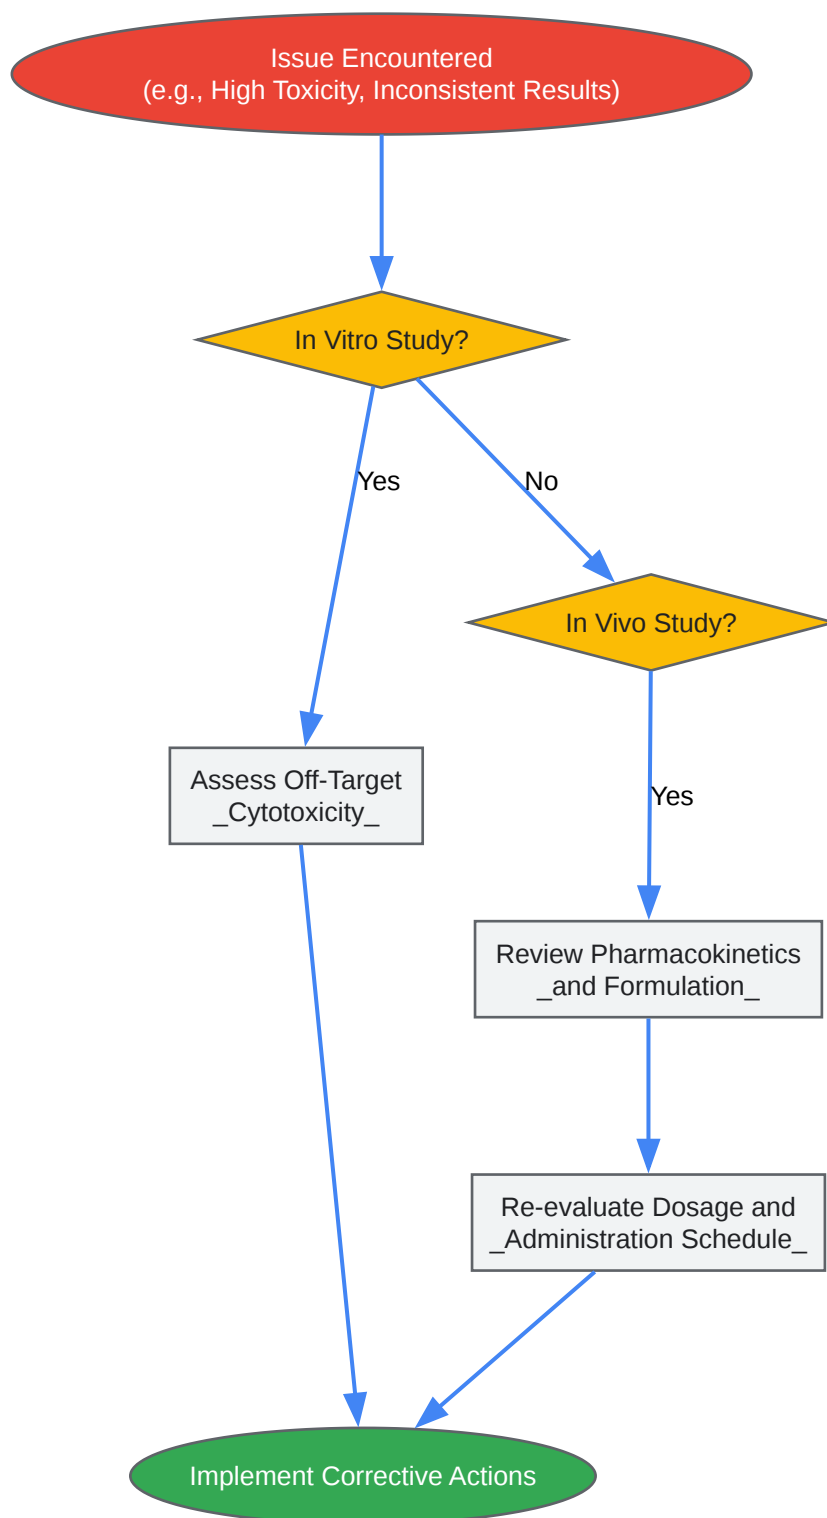 Issue Encountered
(e.g., High Toxicity, Inconsistent Results)
In Vitro Study?
Yes
No
In Vivo Study?
Assess Off-Target
_Cytotoxicity_
Yes
Review Pharmacokinetics
_and Formulation_
Re-evaluate Dosage and
_Administration Schedule_
Implement Corrective Actions